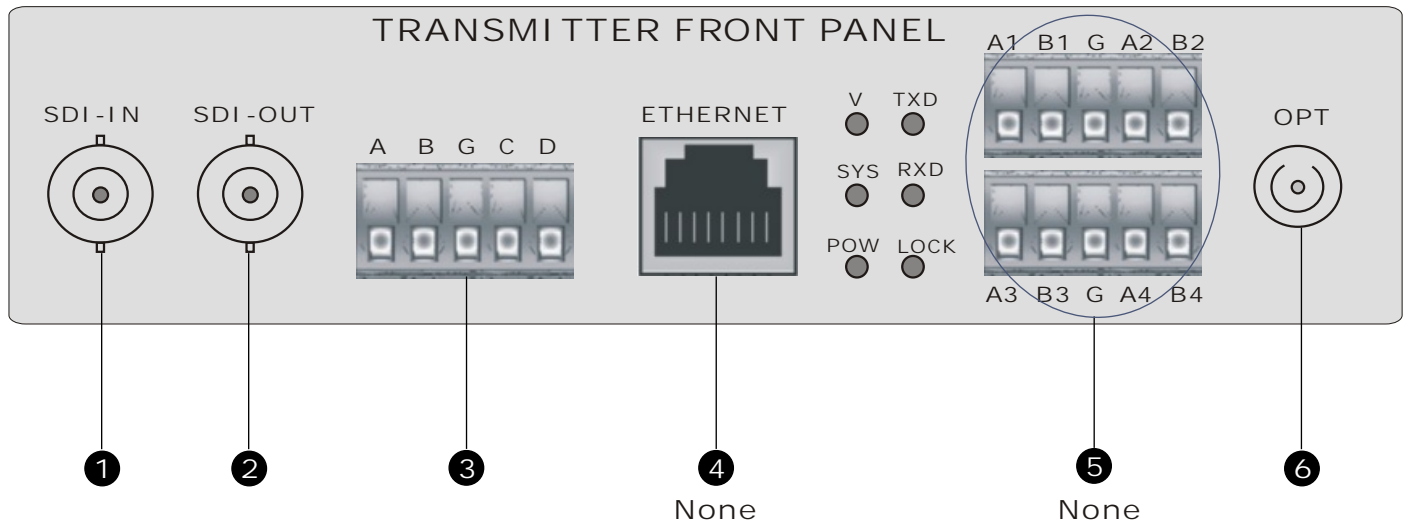 TRANSMITTER FRONT PANEL
A1 B1 G A2 B2
SDI-IN SDI-OUT
A B G C D
ETHERNET
V TXD
SYS RXD
POW LOCK
OPT
A3 B3 G A4 B4
1 2 3 4 5 6
None None